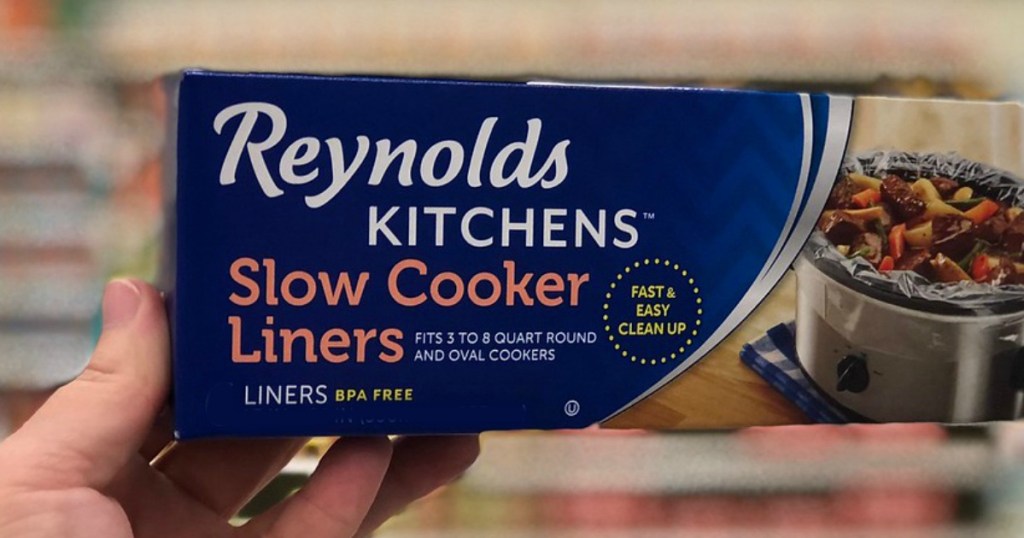 Reynolds
KITCHENS™
Slow Cooker
Liners
FITS 3 TO 8 QUART ROUND
AND OVAL COOKERS
FAST &
EASY
CLEAN UP
LINERS BPA FREE
U